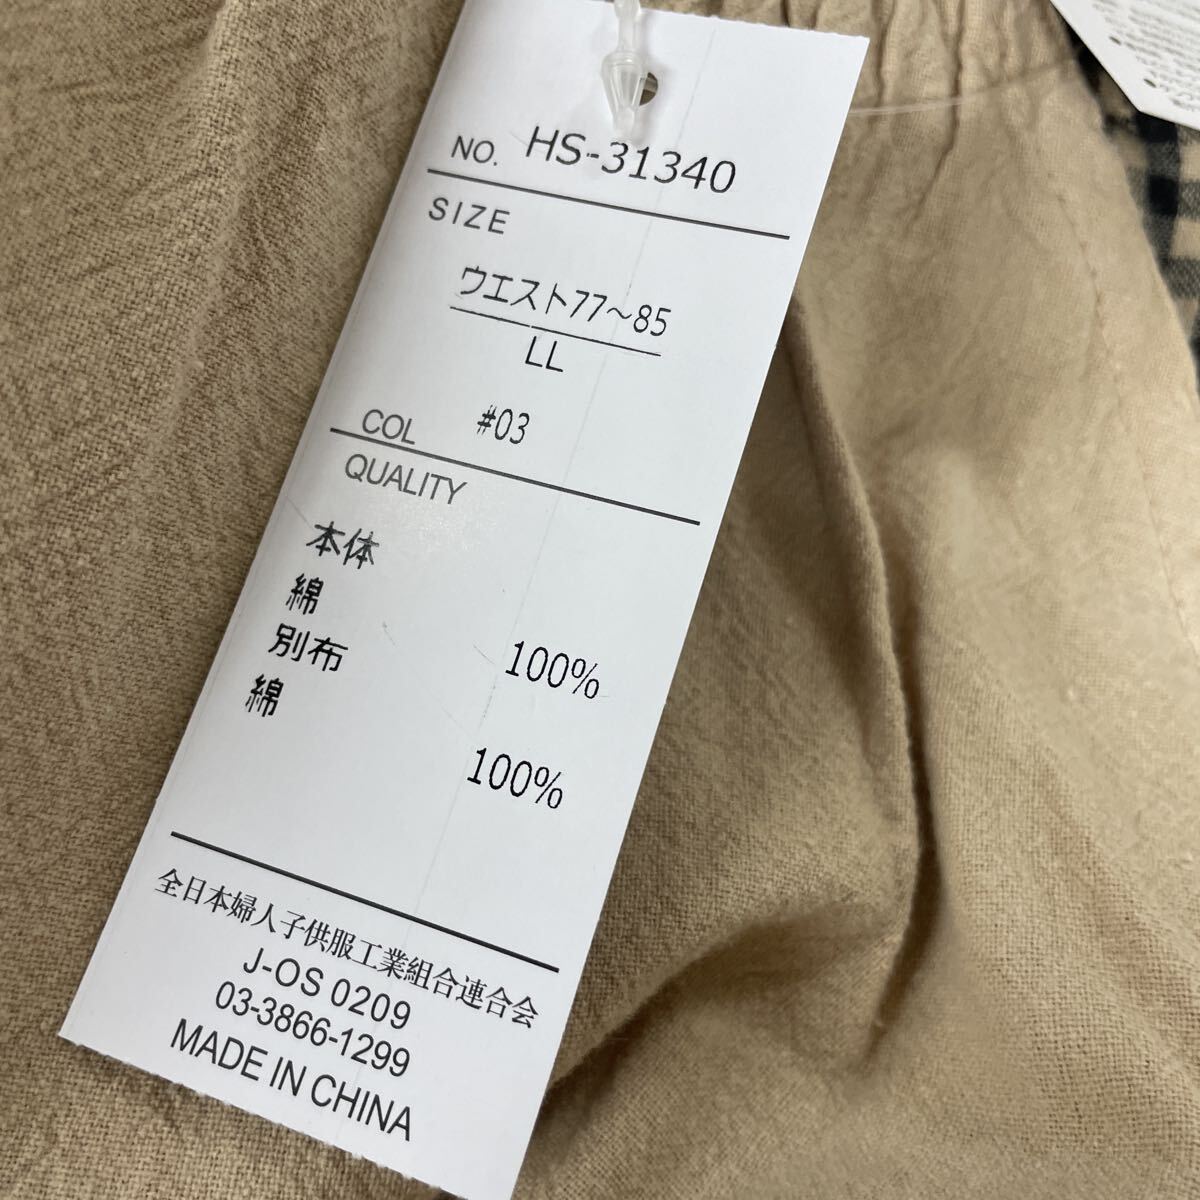 NO. HS-31340
SIZE
ウエスト77～85
LL
COL #03
QUALITY
本体
綿 100%
別布
綿 100%
全日本婦人子供服工業組合連合会
J-OS 0209
03-3866-1299
MADE IN CHINA